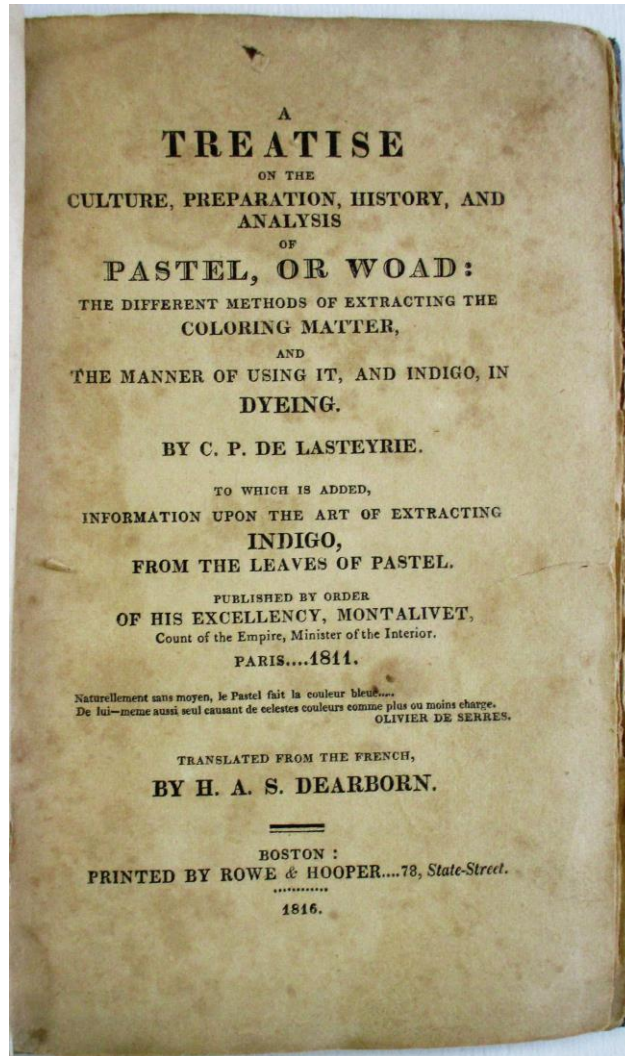 A
TREATISE
ON THE
CULTURE, PREPARATION, HISTORY, AND
ANALYSIS
OF
PASTEL, OR WOAD:
THE DIFFERENT METHODS OF EXTRACTING THE
COLORING MATTER,
AND
THE MANNER OF USING IT, AND INDIGO, IN
DYEING.
BY C. P. DE LASTEYRIE.
TO WHICH IS ADDED,
INFORMATION UPON THE ART OF EXTRACTING
INDIGO,
FROM THE LEAVES OF PASTEL.
PUBLISHED BY ORDER
OF HIS EXCELLENCY, MONTALIVET,
Count of the Empire, Minister of the Interior.
PARIS....1811.
Naturellement sans moyen, le Pastel fait la couleur bleue....
De lui—meme aussi seul causant de celestes couleurs comme plus ou moins charge.
OLIVIER DE SERRES.
TRANSLATED FROM THE FRENCH,
BY H. A. S. DEARBORN.
BOSTON :
PRINTED BY ROWE & HOOPER....78, State-Street.
1816.